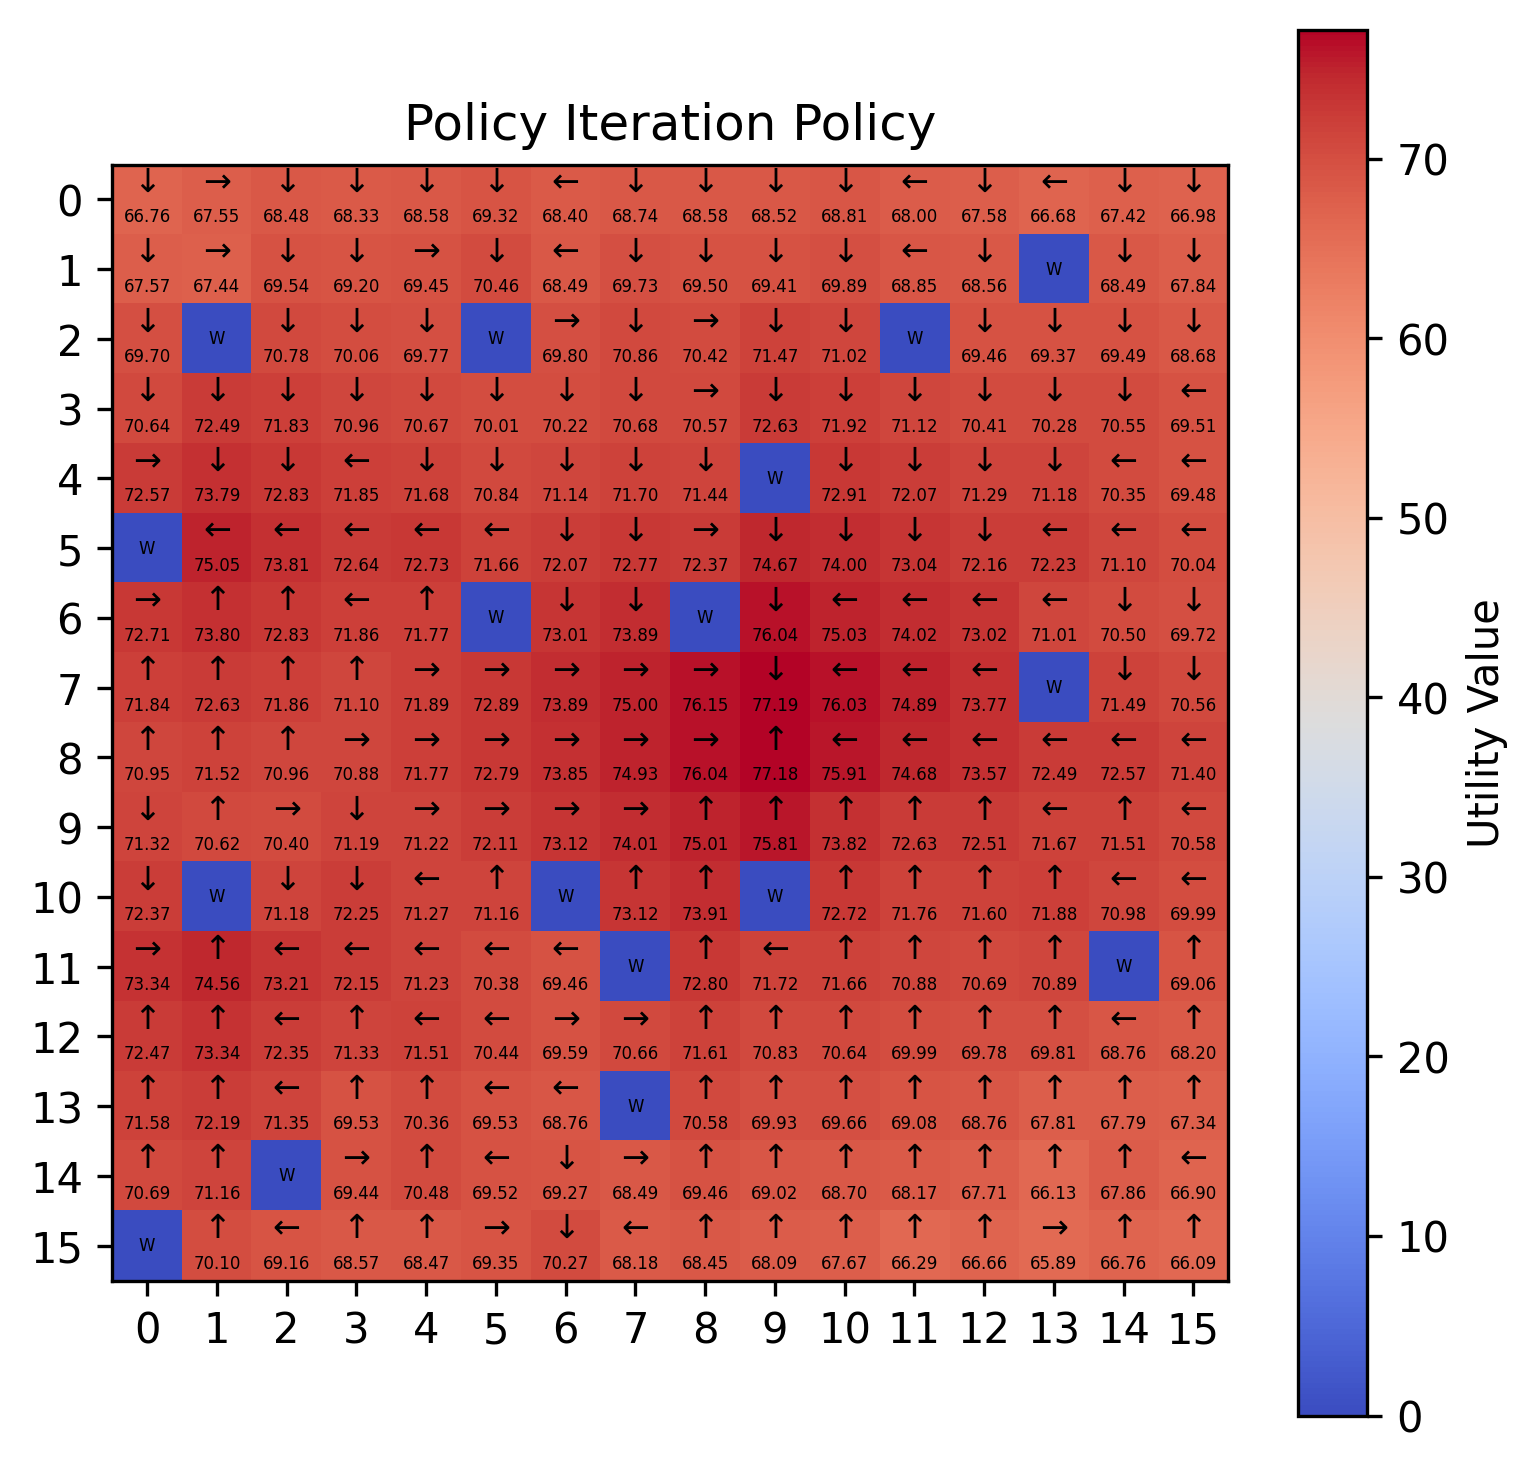 Policy Iteration Policy
0 ↓ → ↓ ↓ ↓ ↓ ← ↓ ↓ ↓ ↓ ← ↓ ← ↓ ↓
66.76 67.55 68.48 68.33 68.58 69.32 68.40 68.74 68.58 68.52 68.81 68.00 67.58 66.68 67.42 66.98
1 ↓ → ↓ ↓ → ↓ ← ↓ ↓ ↓ ↓ ← ↓ W ↓ ↓
67.57 67.44 69.54 69.20 69.45 70.46 68.49 69.73 69.50 69.41 69.89 68.85 68.56 68.49 67.84
2 ↓ W ↓ ↓ ↓ W → ↓ → ↓ ↓ W ↓ ↓ ↓ ↓
69.70 70.78 70.06 69.77 69.80 70.86 70.42 71.47 71.02 69.46 69.37 69.49 68.68
3 ↓ ↓ ↓ ↓ ↓ ↓ ↓ ↓ → ↓ ↓ ↓ ↓ ↓ ↓ ←
70.64 72.49 71.83 70.96 70.67 70.01 70.22 70.68 70.57 72.63 71.92 71.12 70.41 70.28 70.55 69.51
4 → ↓ ↓ ← ↓ ↓ ↓ ↓ ↓ W ↓ ↓ ↓ ↓ ← ←
72.57 73.79 72.83 71.85 71.68 70.84 71.14 71.70 71.44 72.91 72.07 71.29 71.18 70.35 69.48
5 W ← ← ← ← ← ↓ ↓ → ↓ ↓ ↓ ↓ ← ← ←
75.05 73.81 72.64 72.73 71.66 72.07 72.77 72.37 74.67 74.00 73.04 72.16 72.23 71.10 70.04
6 → ↑ ↑ ← ↑ W ↓ ↓ W ↓ ← ← ← ← ↓ ↓
72.71 73.80 72.83 71.86 71.77 73.01 73.89 76.04 75.03 74.02 73.02 71.01 70.50 69.72
7 ↑ ↑ ↑ ↑ → → → → → ↓ ← ← ← W ↓ ↓
71.84 72.63 71.86 71.10 71.89 72.89 73.89 75.00 76.15 77.19 76.03 74.89 73.77 71.49 70.56
8 ↑ ↑ ↑ → → → → → → ↑ ← ← ← ← ← ←
70.95 71.52 70.96 70.88 71.77 72.79 73.85 74.93 76.04 77.18 75.91 74.68 73.57 72.49 72.57 71.40
9 ↓ ↑ → ↓ → → → → ↑ ↑ ↑ ↑ ↑ ← ↑ ←
71.32 70.62 70.40 71.19 71.22 72.11 73.12 74.01 75.01 75.81 73.82 72.63 72.51 71.67 71.51 70.58
10 ↓ W ↓ ↓ ← ↑ W ↑ ↑ W ↑ ↑ ↑ ↑ ← ←
72.37 71.18 72.25 71.27 71.16 73.12 73.91 72.72 71.76 71.60 71.88 70.98 69.99
11 → ↑ ← ← ← ← ← W ↑ ← ↑ ↑ ↑ ↑ W ↑
73.34 74.56 73.21 72.15 71.23 70.38 69.46 72.80 71.72 71.66 70.88 70.69 70.89 69.06
12 ↑ ↑ ← ↑ ← ← → → ↑ ↑ ↑ ↑ ↑ ↑ ← ↑
72.47 73.34 72.35 71.33 71.51 70.44 69.59 70.66 71.61 70.83 70.64 69.99 69.78 69.81 68.76 68.20
13 ↑ ↑ ← ↑ ↑ ← ← W ↑ ↑ ↑ ↑ ↑ ↑ ↑ ↑
71.58 72.19 71.35 69.53 70.36 69.53 68.76 70.58 69.93 69.66 69.08 68.76 67.81 67.79 67.34
14 ↑ ↑ W → ↑ ← ↓ → ↑ ↑ ↑ ↑ ↑ ↑ ↑ ←
70.69 71.16 69.44 70.48 69.52 69.27 68.49 69.46 69.02 68.70 68.17 67.71 66.13 67.86 66.90
15 W ↑ ← ↑ ↑ → ↓ ← ↑ ↑ ↑ ↑ ↑ → ↑ ↑
70.10 69.16 68.57 68.47 69.35 70.27 68.18 68.45 68.09 67.67 66.29 66.66 65.89 66.76 66.09
0 1 2 3 4 5 6 7 8 9 10 11 12 13 14 15
70
60
50
40
30
20
10
0
Utility Value